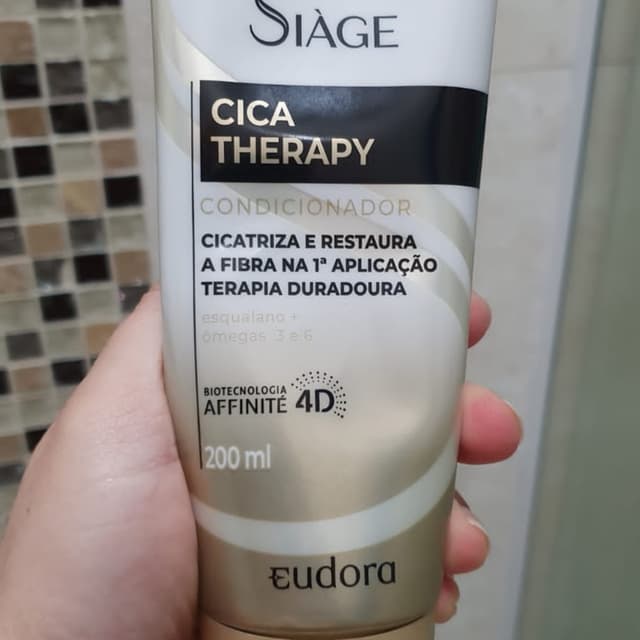 SIÀGE
CICA
THERAPY
CONDICIONADOR
CICATRIZA E RESTAURA
A FIBRA NA 1ª APLICAÇÃO
TERAPIA DURADOURA
esqualano +
ômegas 3 e 6
BIOTECNOLOGIA
AFFINITÉ 4D
200 ml
eudora